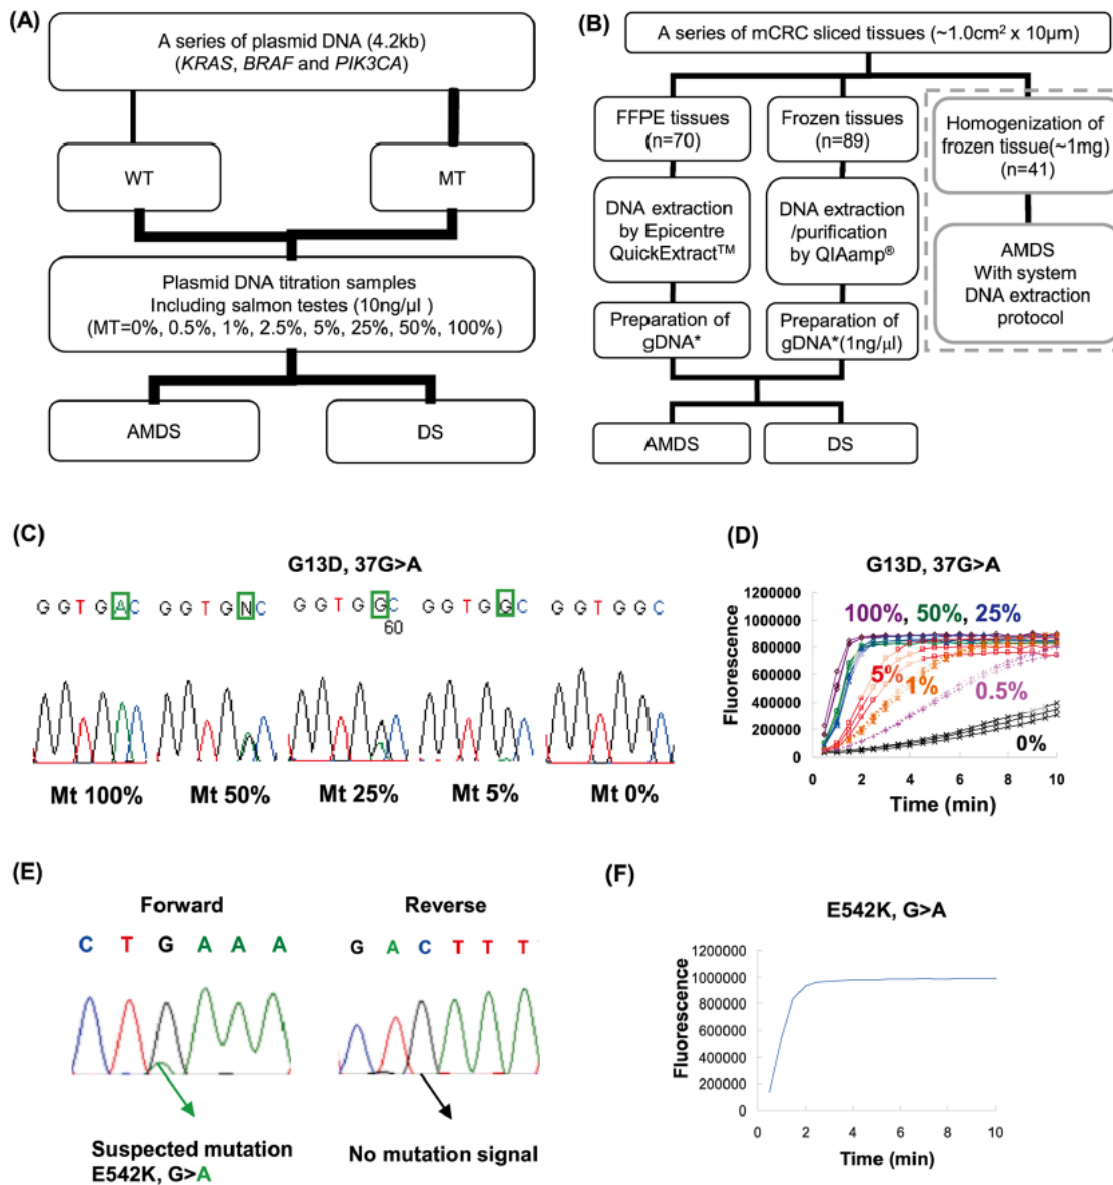 (A)
A series of plasmid DNA (4.2kb)
(KRAS, BRAF and PIK3CA)
WT
MT
Plasmid DNA titration samples
Including salmon testes (10ng/µl )
(MT=0%, 0.5%, 1%, 2.5%, 5%, 25%, 50%, 100%)
AMDS
DS
(B)
A series of mCRC sliced tissues (~1.0cm² x 10µm)
FFPE tissues
(n=70)
Frozen tissues
(n=89)
Homogenization of
frozen tissue(~1mg)
(n=41)
DNA extraction
by Epicentre
QuickExtract™
DNA extraction
/purification
by QIAamp®
AMDS
With system
DNA extraction
protocol
Preparation of
gDNA*
Preparation of
gDNA*(1ng/µl)
AMDS
DS
(C)
G13D, 37G>A
G G T G A C
G G T G N C
G G T G G C
60
G G T G G C
G G T G G C
Mt 100%
Mt 50%
Mt 25%
Mt 5%
Mt 0%
(D)
G13D, 37G>A
Fluorescence
1000000
800000
600000
400000
200000
0
100%, 50%, 25%
5%
1%
0.5%
0%
0 2 4 6 8 10
Time (min)
(E)
Forward
C T G A A A
Reverse
G A C T T T
Suspected mutation
E542K, G>A
No mutation signal
(F)
E542K, G>A
Fluorescence
1200000
1000000
800000
600000
400000
200000
0
0 2 4 6 8 10
Time (min)